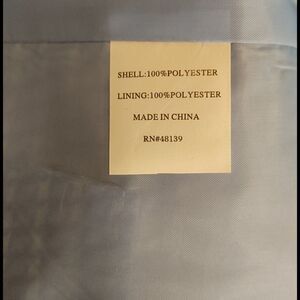 SHELL:100%POLYESTER
LINING:100%POLYESTER
MADE IN CHINA
RN#48139